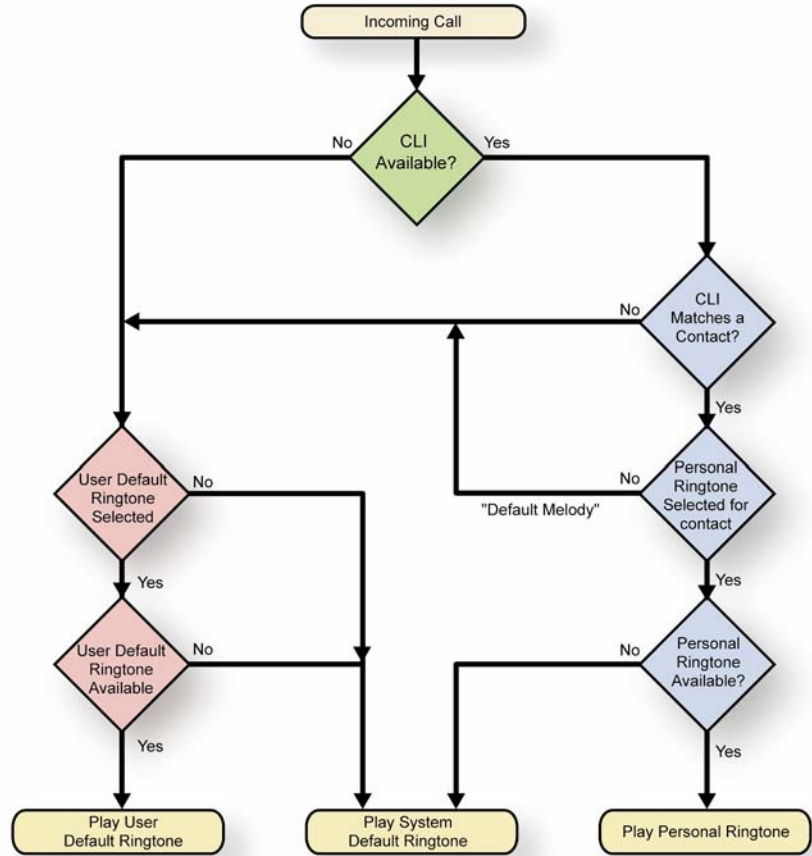 Incoming Call
No
CLI
Available?
Yes
No
CLI
Matches a
Contact?
Yes
User Default
Ringtone
Selected
No
No
Personal
Ringtone
Selected for
contact
"Default Melody"
Yes
Yes
User Default
Ringtone
Available
No
No
Personal
Ringtone
Available?
Yes
Yes
Play User
Default Ringtone
Play System
Default Ringtone
Play Personal Ringtone